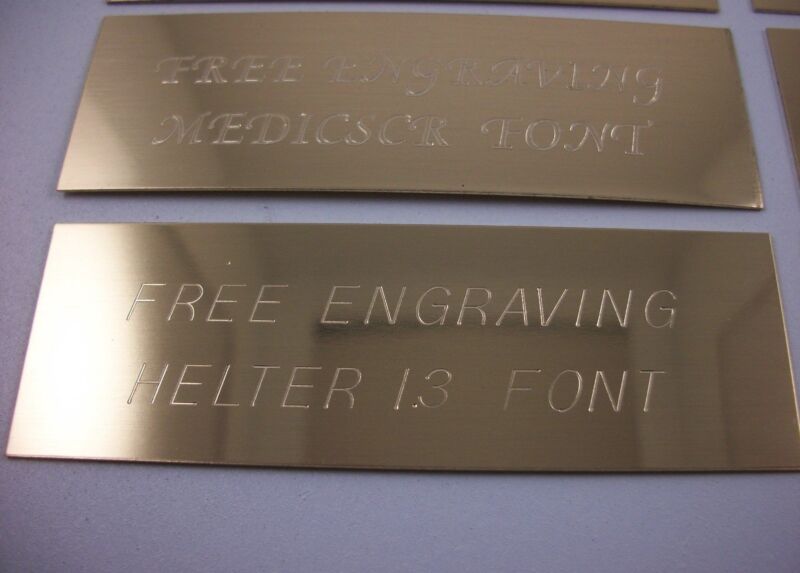 FREE ENGRAVING
MEDICSCR FONT
FREE ENGRAVING
HELTER 1.3 FONT